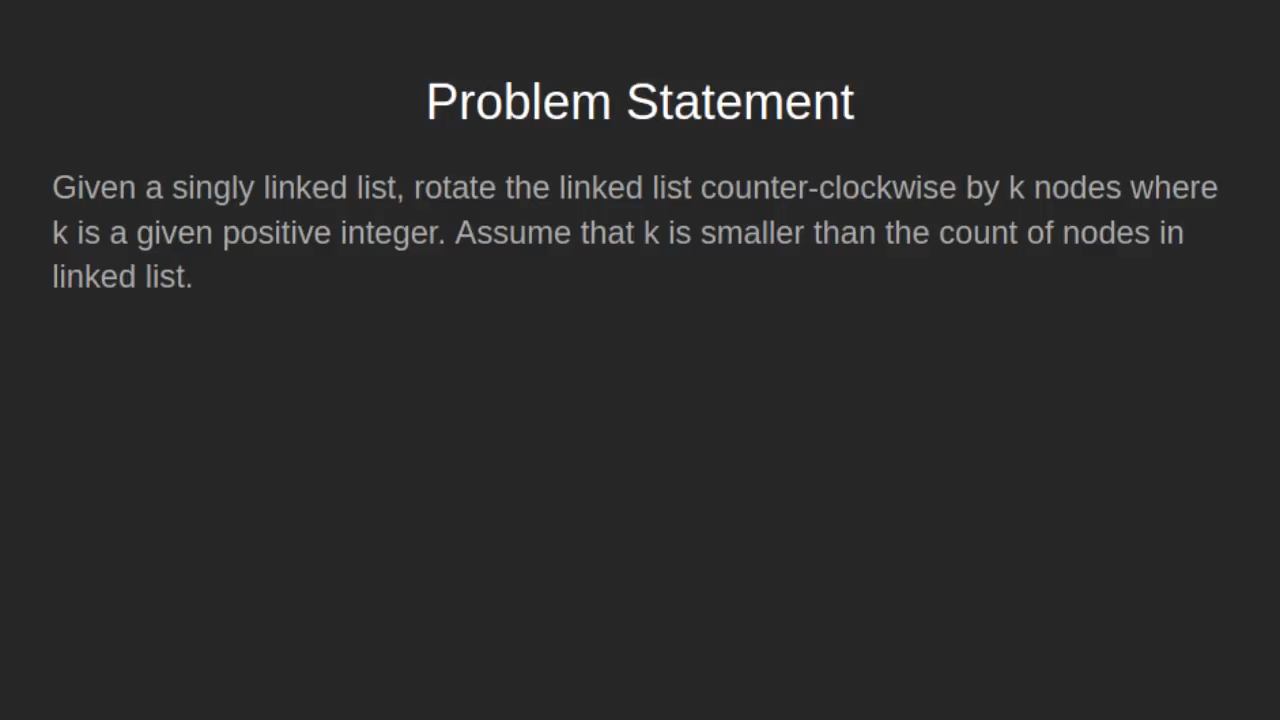 Problem Statement
Given a singly linked list, rotate the linked list counter-clockwise by k nodes where
k is a given positive integer. Assume that k is smaller than the count of nodes in
linked list.